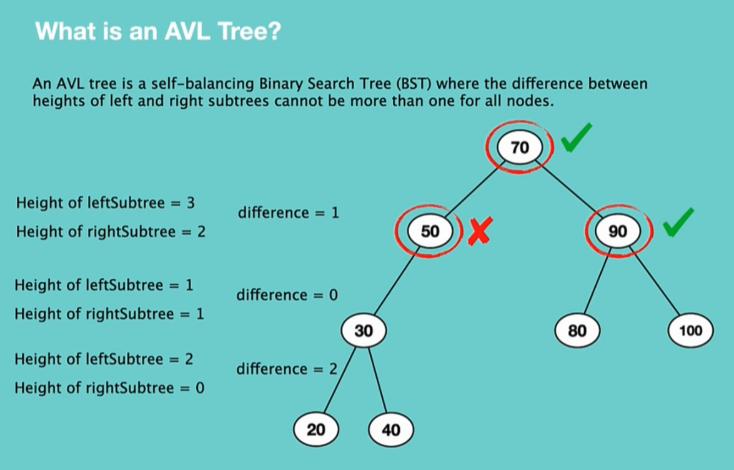 What is an AVL Tree?
An AVL tree is a self-balancing Binary Search Tree (BST) where the difference between
heights of left and right subtrees cannot be more than one for all nodes.
70
Height of leftSubtree = 3
difference = 1
Height of rightSubtree = 2
50
90
Height of leftSubtree = 1
difference = 0
Height of rightSubtree = 1
30
80
100
Height of leftSubtree = 2
difference = 2
Height of rightSubtree = 0
20
40